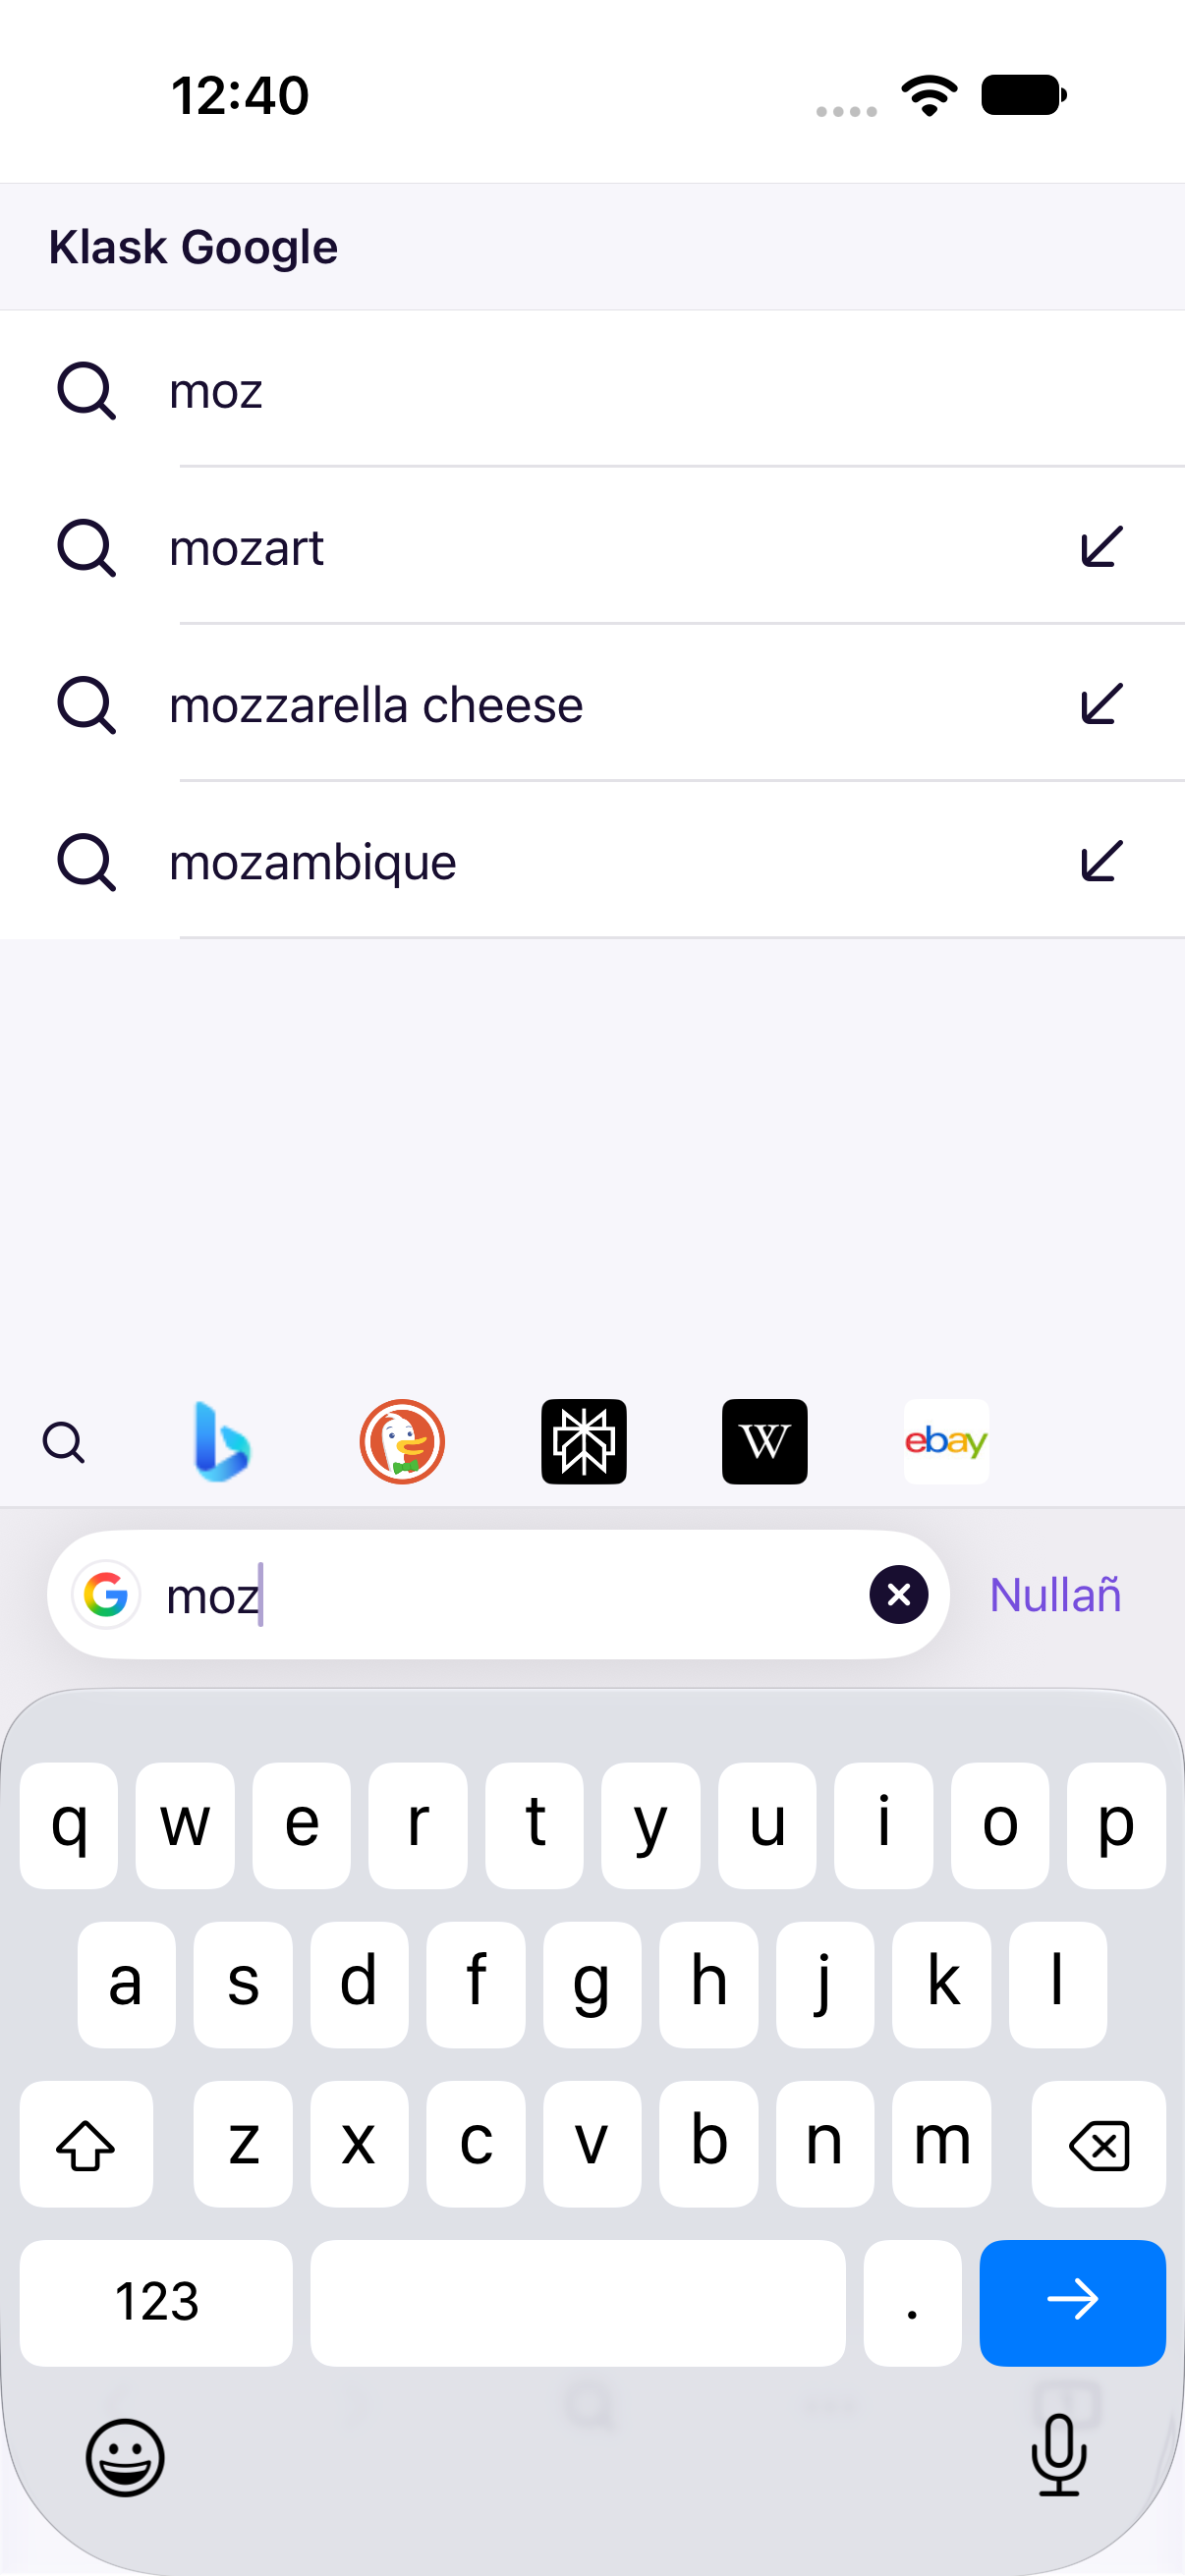 12:40
Klask Google
moz
mozart
mozzarella cheese
mozambique
W
ebay
G moz Nullañ
q w e r t y u i o p
a s d f g h j k l
z x c v b n m
123 .